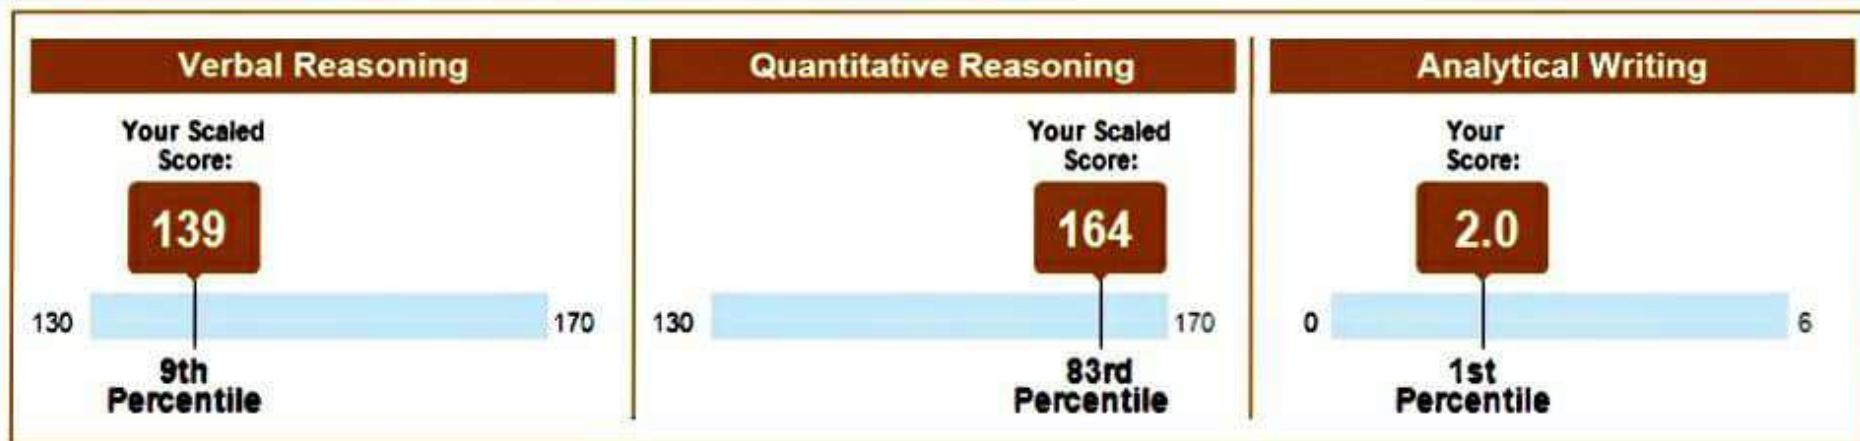 Verbal Reasoning
Your Scaled
Score:
139
130
170
9th
Percentile
Quantitative Reasoning
Your Scaled
Score:
164
130
170
83rd
Percentile
Analytical Writing
Your
Score:
2.0
0
6
1st
Percentile